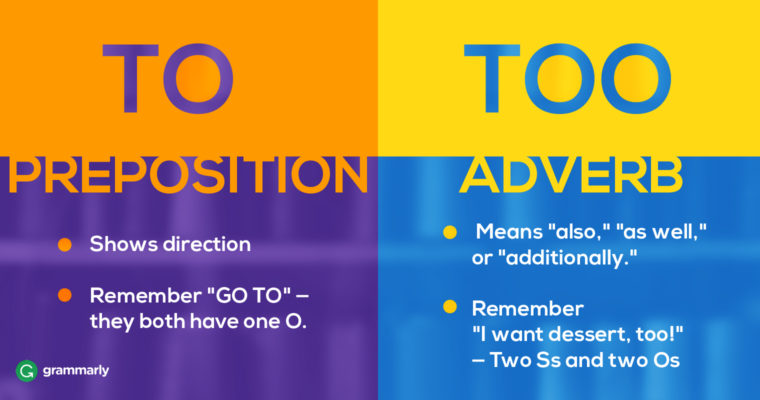 TO
PREPOSITION
Shows direction
Remember "GO TO" —
they both have one O.
grammarly
TOO
ADVERB
Means "also," "as well,"
or "additionally."
Remember
"I want dessert, too!"
— Two Ss and two Os